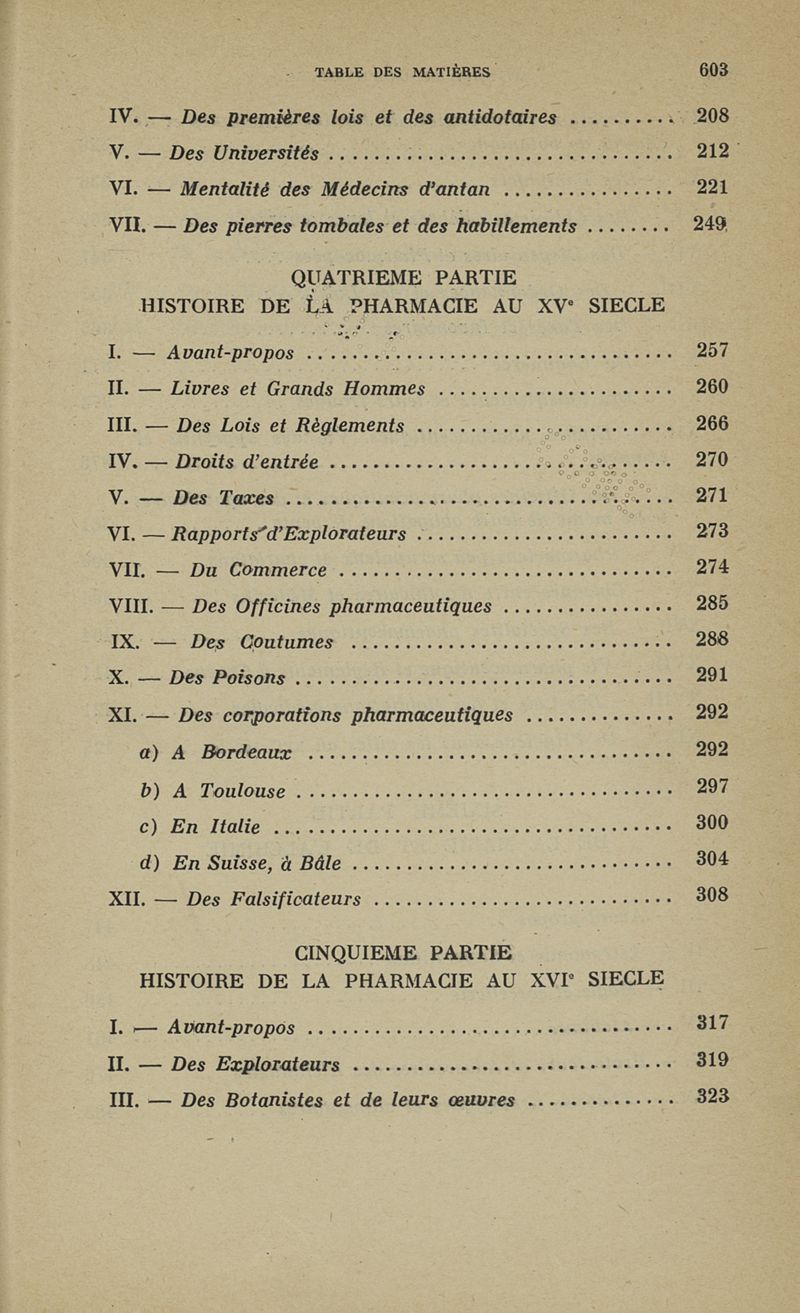 TABLE DES MATIÈRES 603
IV. — Des premières lois et des antidotaires .......... 208
V. — Des Universités .................................. 212
VI. — Mentalité des Médecins d'antan ................ 221
VII. — Des pierres tombales et des habillements ........ 249
QUATRIEME PARTIE
HISTOIRE DE LA PHARMACIE AU XVe SIECLE
I. — Avant-propos .................................... 257
II. — Livres et Grands Hommes ....................... 260
III. — Des Lois et Règlements ......................... 266
IV. — Droits d'entrée .................................. 270
V. — Des Taxes ...................................... 271
VI. — Rapports d'Explorateurs ......................... 273
VII. — Du Commerce ................................. 274
VIII. — Des Officines pharmaceutiques ................. 285
IX. — Des Coutumes ................................ 288
X. — Des Poisons ..................................... 291
XI. — Des corporations pharmaceutiques .............. 292
a) A Bordeaux .................................... 292
b) A Toulouse ..................................... 297
c) En Italie ....................................... 300
d) En Suisse, à Bâle ................................ 304
XII. — Des Falsificateurs ............................. 308
CINQUIEME PARTIE
HISTOIRE DE LA PHARMACIE AU XVIe SIECLE
I. — Avant-propos .................................... 317
II. — Des Explorateurs ................................ 319
III. — Des Botanistes et de leurs œuvres .............. 323